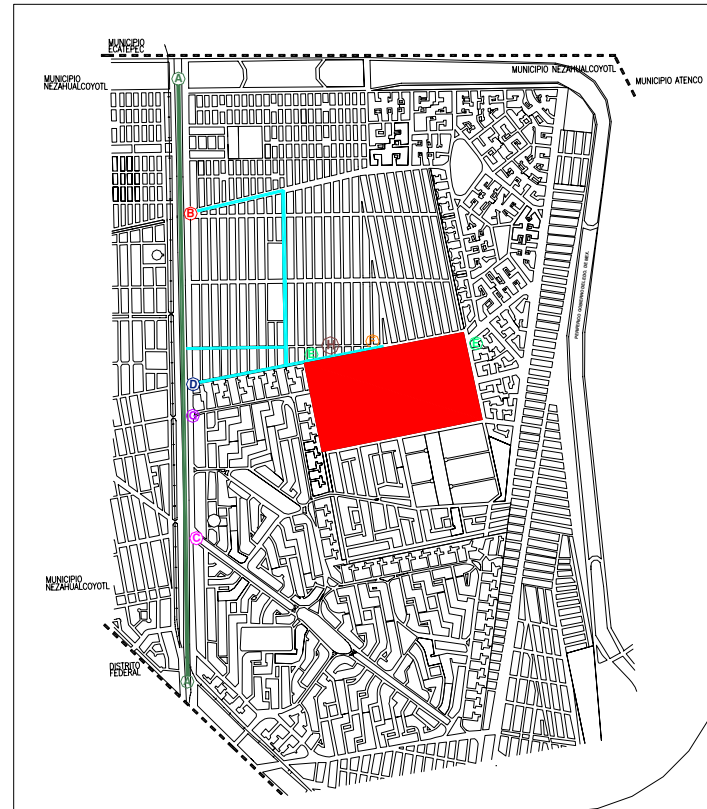 MUNICIPIO
ECATEPEC
MUNICIPIO
NEZAHUALCOYOTL
MUNICIPIO NEZAHUALCOYOTL
MUNICIPIO ATENCO
A
B
D
C
MUNICIPIO
NEZAHUALCOYOTL
DISTRITO
FEDERAL
A